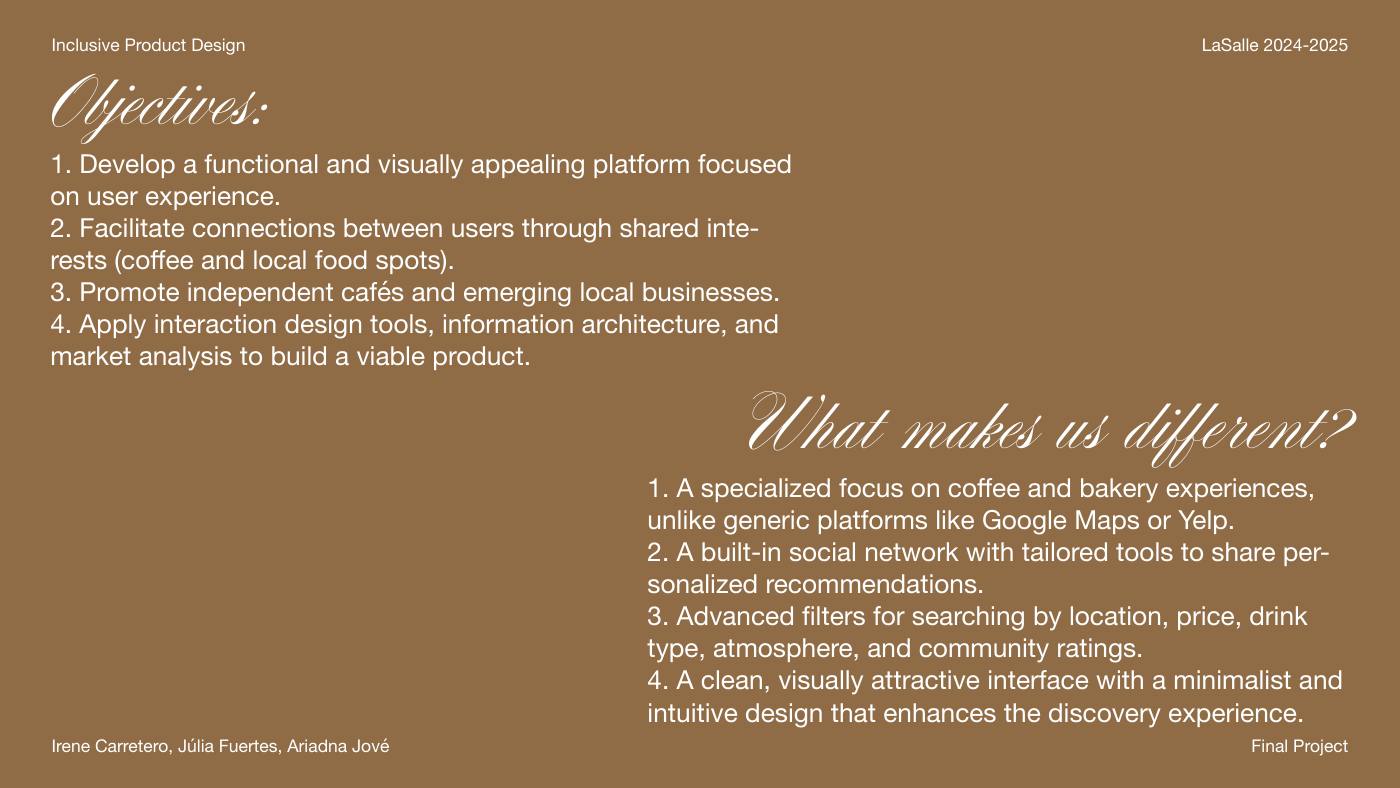 Inclusive Product Design
LaSalle 2024-2025
Objectives:
1. Develop a functional and visually appealing platform focused
on user experience.
2. Facilitate connections between users through shared inte-
rests (coffee and local food spots).
3. Promote independent cafés and emerging local businesses.
4. Apply interaction design tools, information architecture, and
market analysis to build a viable product.
What makes us different?
1. A specialized focus on coffee and bakery experiences,
unlike generic platforms like Google Maps or Yelp.
2. A built-in social network with tailored tools to share per-
sonalized recommendations.
3. Advanced filters for searching by location, price, drink
type, atmosphere, and community ratings.
4. A clean, visually attractive interface with a minimalist and
intuitive design that enhances the discovery experience.
Irene Carretero, Júlia Fuertes, Ariadna Jové
Final Project